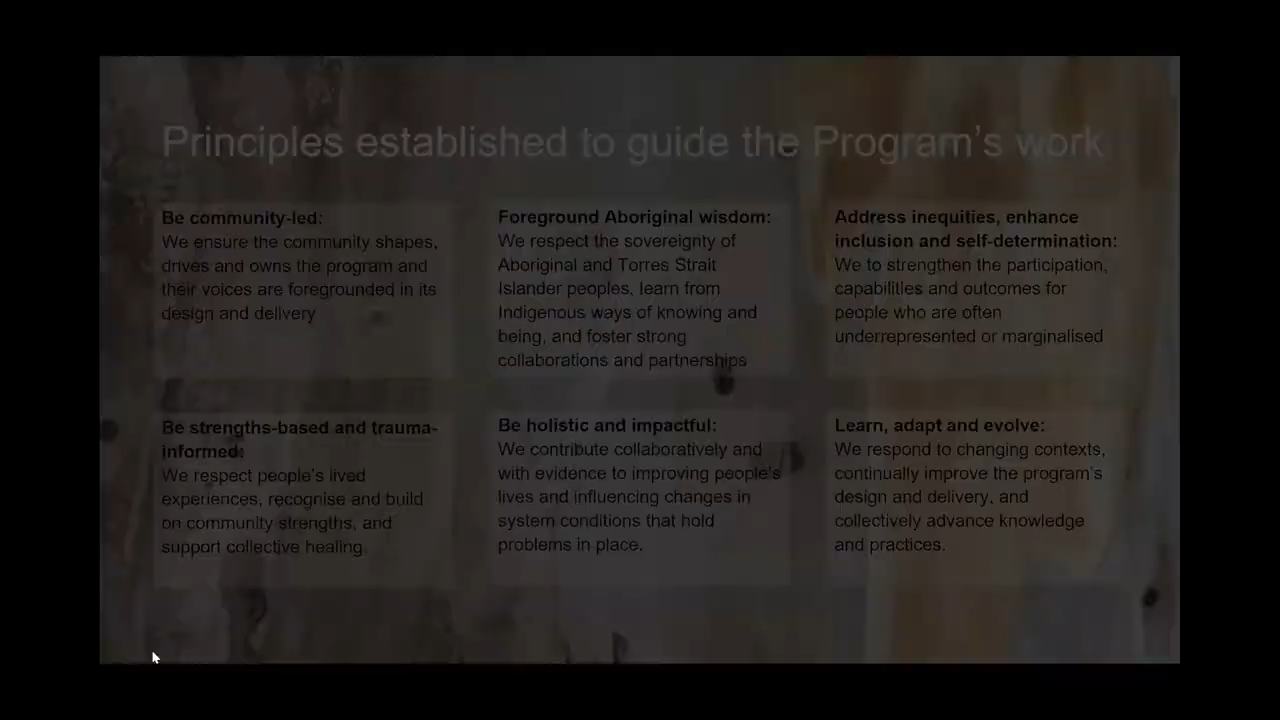 Principles established to guide the Program's work
Be community-led:
We ensure the community shapes,
drives and owns the program and
their voices are foregrounded in its
design and delivery
Foreground Aboriginal wisdom:
We respect the sovereignty of
Aboriginal and Torres Strait
Islander peoples, learn from
Indigenous ways of knowing and
being, and foster strong
collaborations and partnerships
Address inequities, enhance
inclusion and self-determination:
We to strengthen the participation,
capabilities and outcomes for
people who are often
underrepresented or marginalised
Be strengths-based and trauma-
informed:
We respect people's lived
experiences, recognise and build
on community strengths, and
support collective healing.
Be holistic and impactful:
We contribute collaboratively and
with evidence to improving people's
lives and influencing changes in
system conditions that hold
problems in place.
Learn, adapt and evolve:
We respond to changing contexts,
continually improve the program's
design and delivery, and
collectively advance knowledge
and practices.